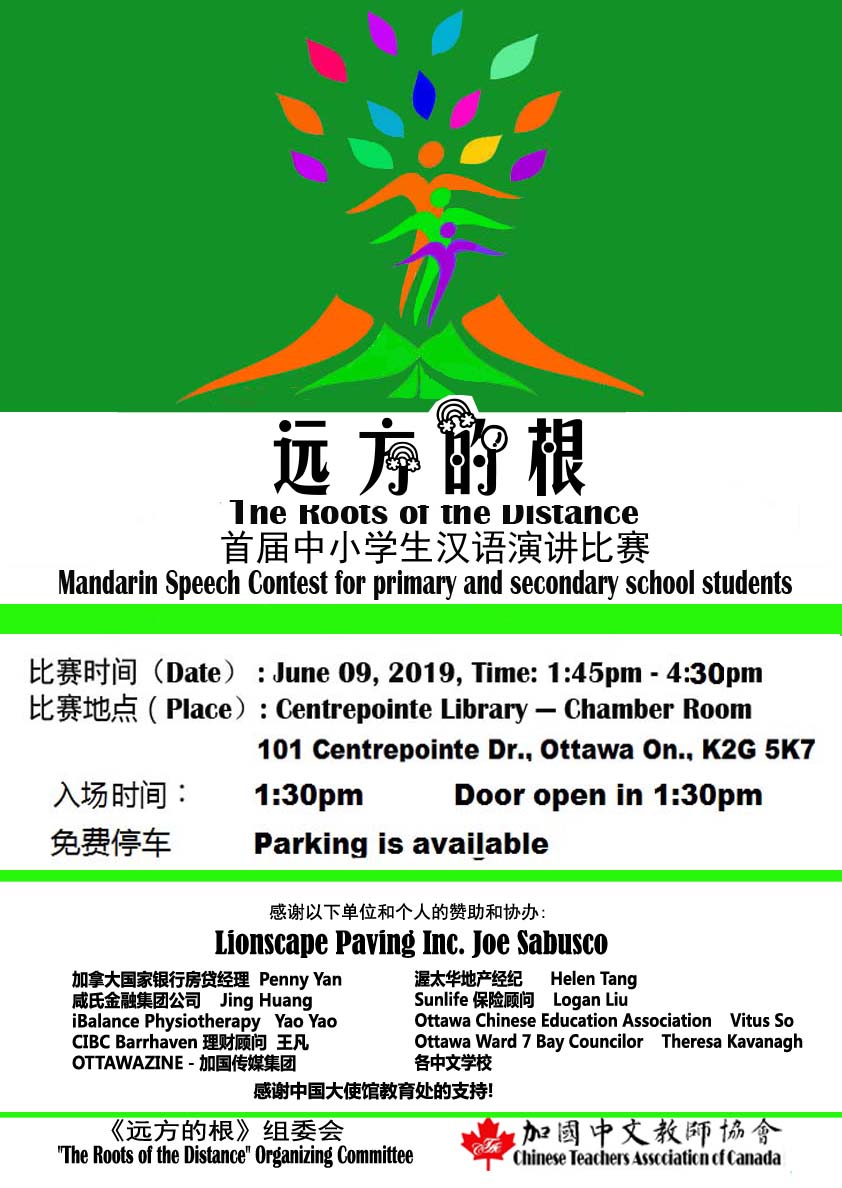 远方的根
The Roots of the Distance
首届中小学生汉语演讲比赛
Mandarin Speech Contest for primary and secondary school students
比赛时间（Date）: June 09, 2019, Time: 1:45pm - 4:30pm
比赛地点 ( Place）: Centrepointe Library — Chamber Room
101 Centrepointe Dr., Ottawa On., K2G 5K7
入场时间： 1:30pm Door open in 1:30pm
免费停车 Parking is available
感谢以下单位和个人的赞助和协办:
Lionscape Paving Inc. Joe Sabusco
加拿大国家银行房贷经理 Penny Yan
威氏金融集团公司 Jing Huang
iBalance Physiotherapy Yao Yao
CIBC Barrhaven 理财顾问 王凡
OTTAWAZINE - 加国传媒集团
渥太华地产经纪 Helen Tang
Sunlife 保险顾问 Logan Liu
Ottawa Chinese Education Association Vitus So
Ottawa Ward 7 Bay Councilor Theresa Kavanagh
各中文学校
感谢中国大使馆教育处的支持!
《远方的根》组委会
"The Roots of the Distance" Organizing Committee
加國中文教師協會
Chinese Teachers Association of Canada